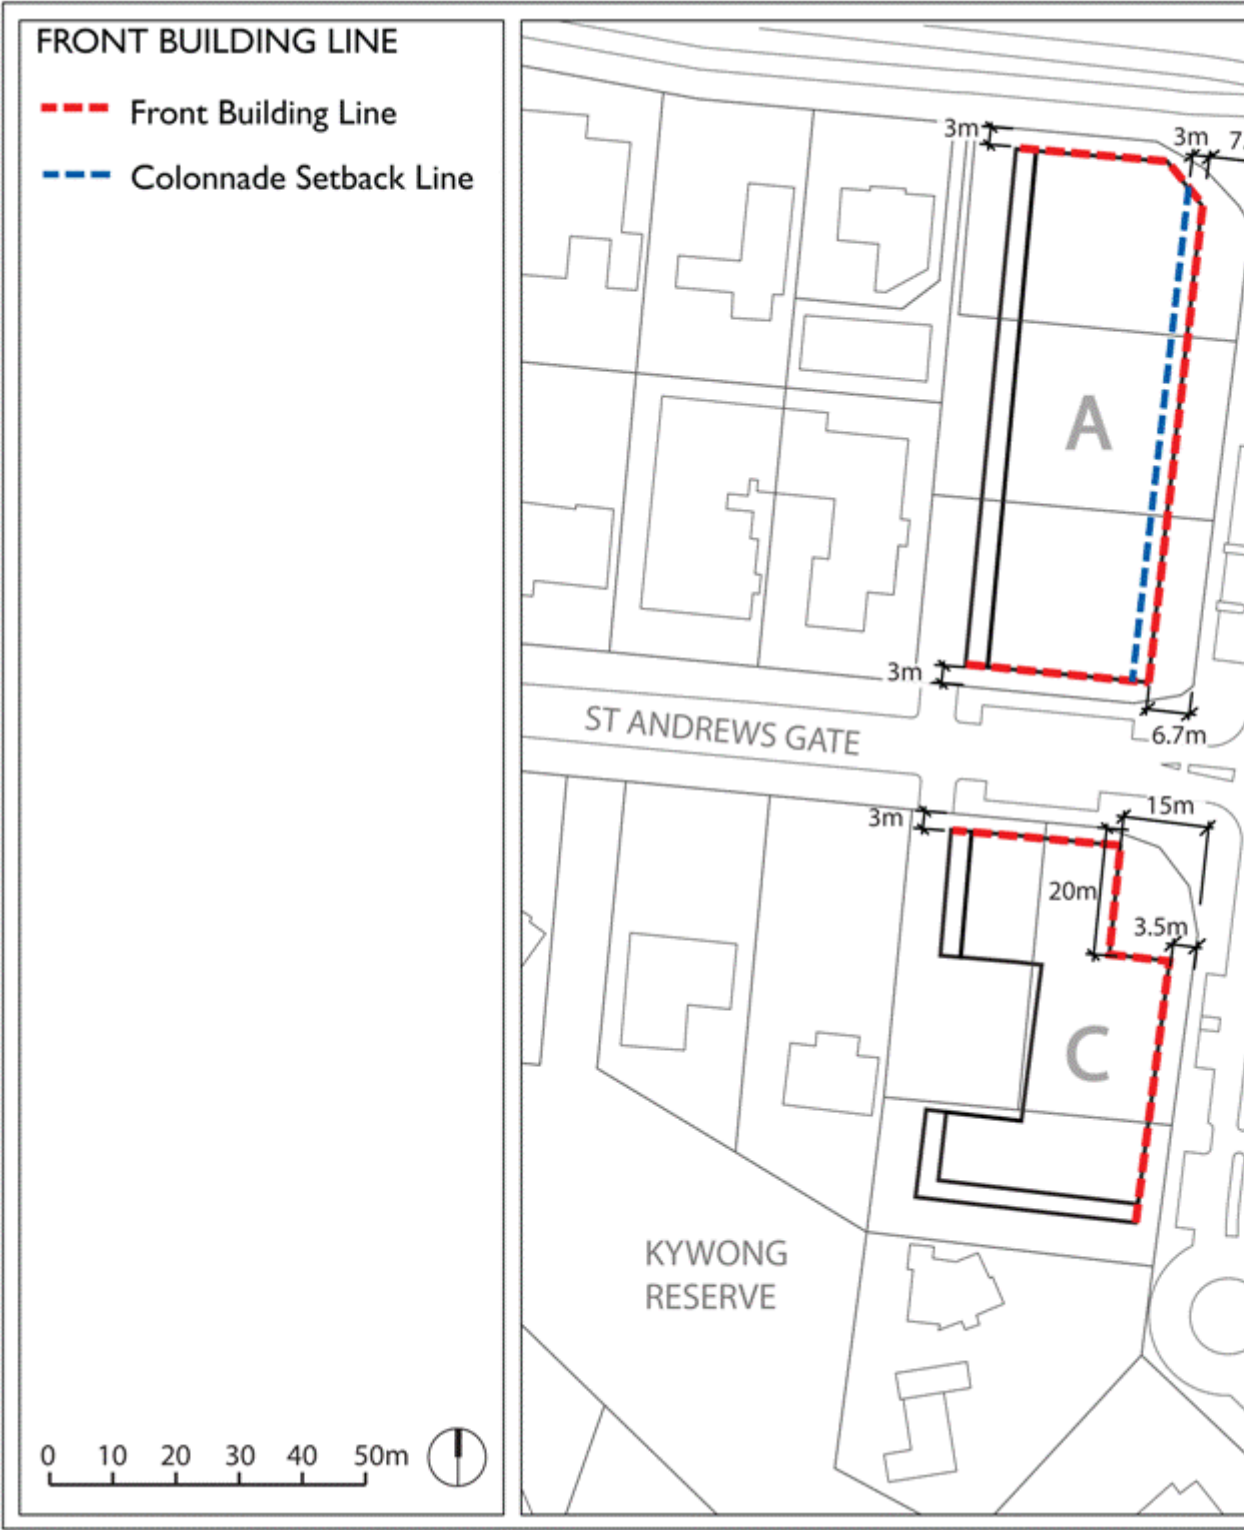 FRONT BUILDING LINE
Front Building Line
Colonnade Setback Line
0 10 20 30 40 50m
3m
3m
7.
A
3m
6.7m
ST ANDREWS GATE
15m
3m
20m
3.5m
C
KYWONG
RESERVE